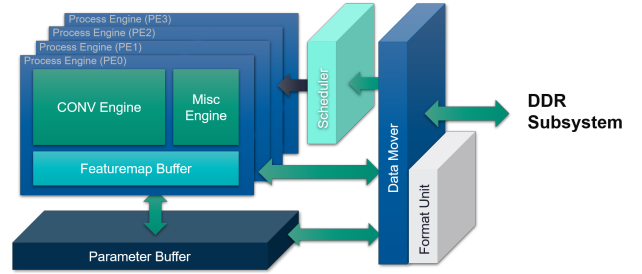 Process Engine (PE3)
Process Engine (PE2)
Process Engine (PE1)
Process Engine (PE0)
CONV Engine
Misc
Engine
Featuremap Buffer
Parameter Buffer
Scheduler
Data Mover
Format Unit
DDR
Subsystem